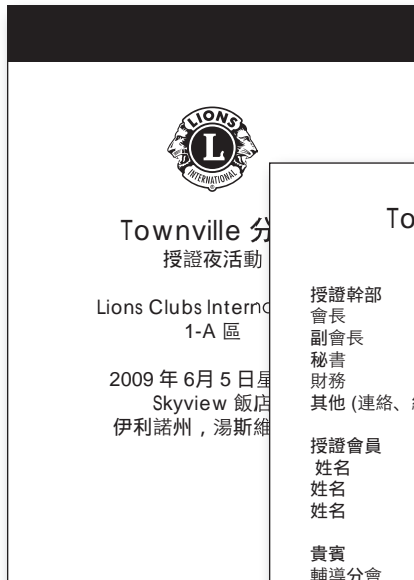 LIONS
L
INTERNATIONAL
Townville 分
授證夜活動
Lions Clubs Intern
1-A 區
2009 年 6月 5 日星
Skyview 飯店
伊利諾州，湯斯維
To
授證幹部
會長
副會長
秘書
財務
其他 (連絡、
授證會員
姓名
姓名
姓名
貴賓
輔導分會